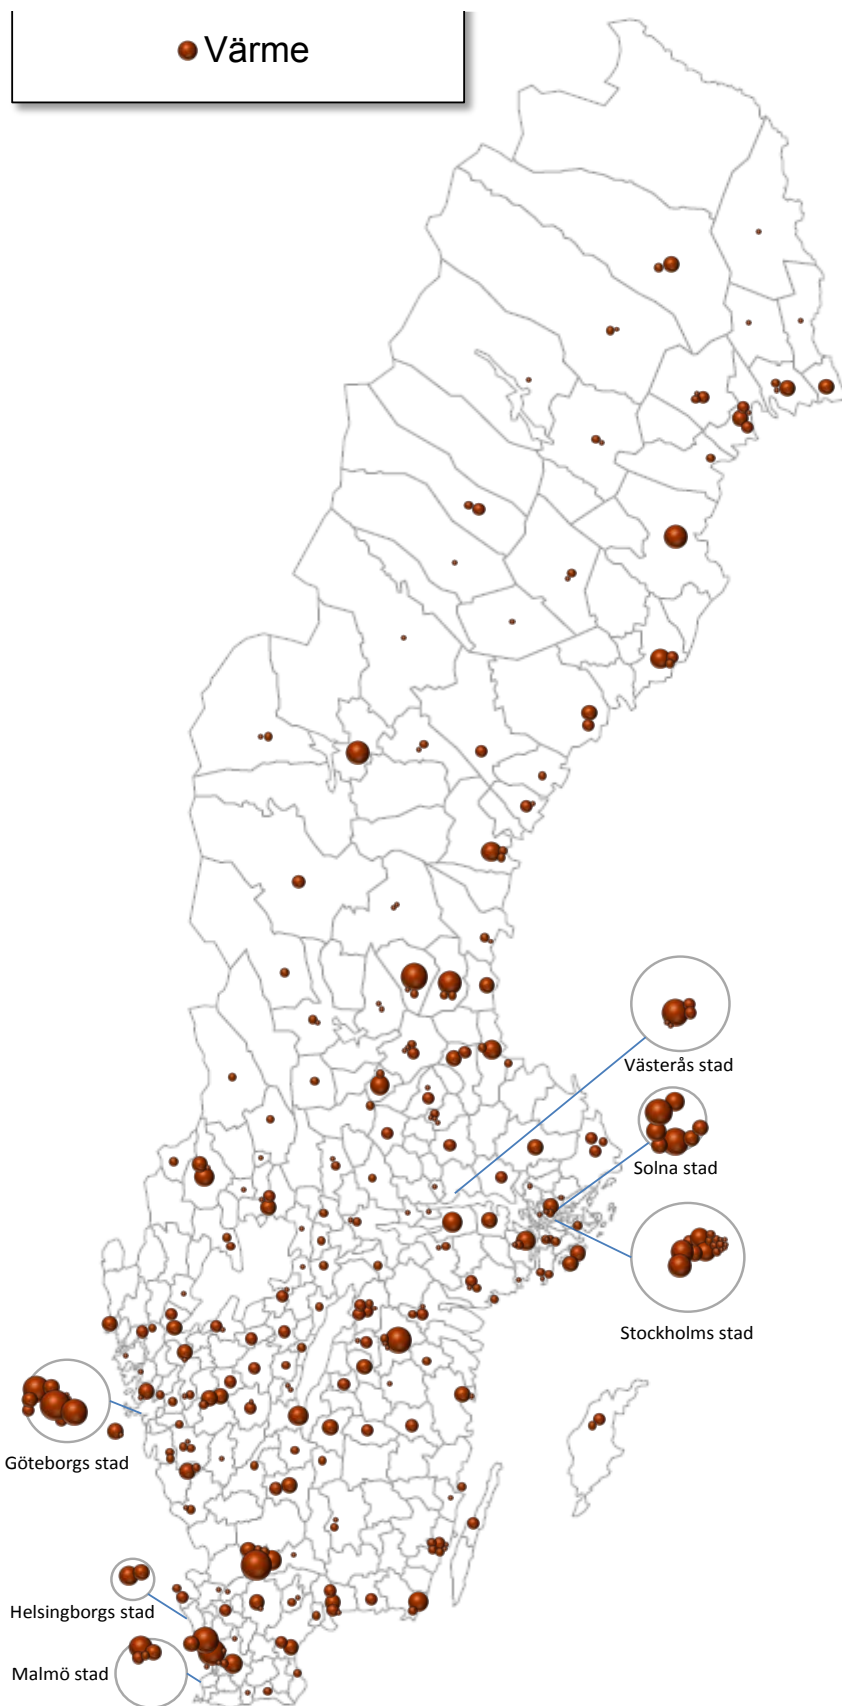 Värme
Västerås stad
Solna stad
Stockholms stad
Göteborgs stad
Helsingborgs stad
Malmö stad